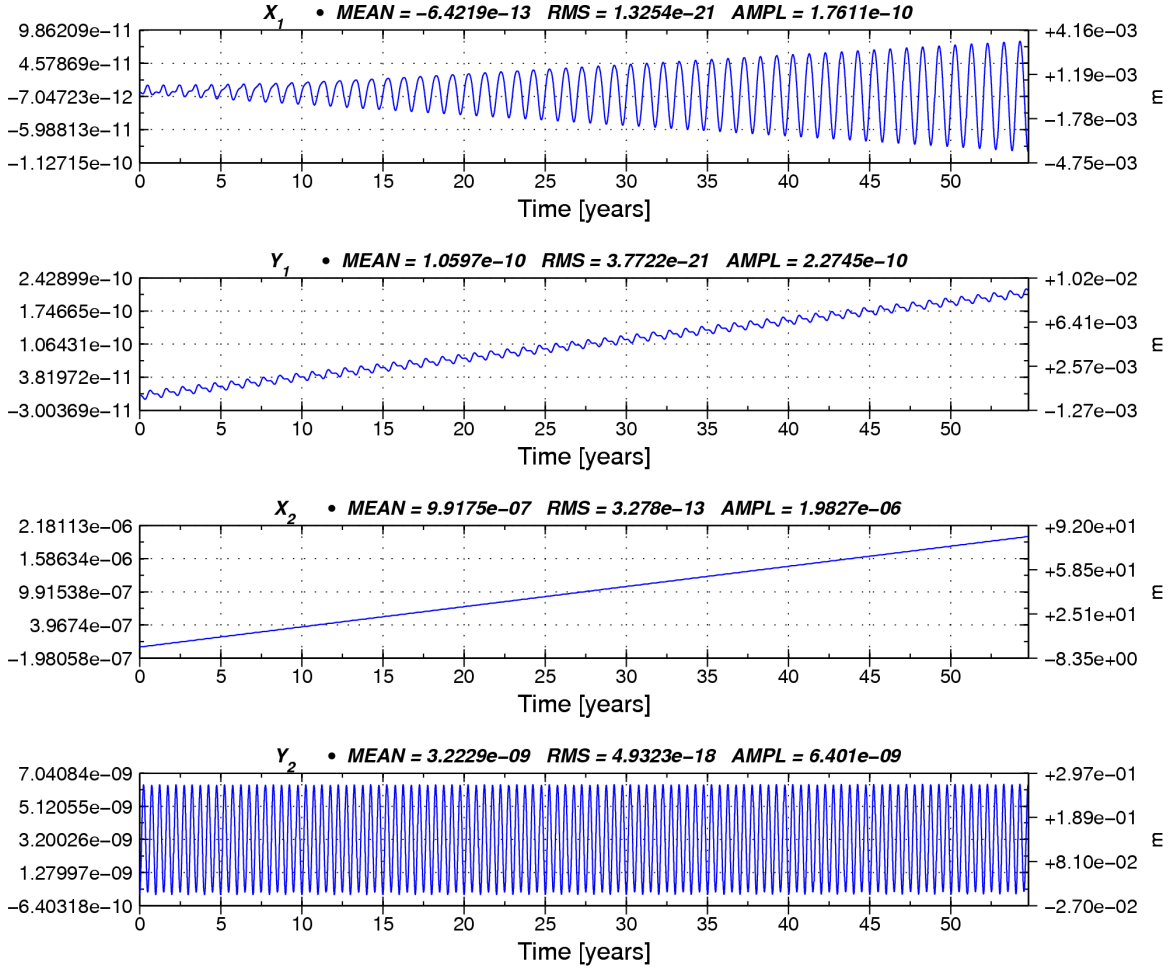 X1 • MEAN = −6.4219e−13 RMS = 1.3254e−21 AMPL = 1.7611e−10
9.86209e−11 +4.16e−03
4.57869e−11 +1.19e−03
−7.04723e−12 m
−5.98813e−11 −1.78e−03
−1.12715e−10 −4.75e−03
0 5 10 15 20 25 30 35 40 45 50
Time [years]
Y1 • MEAN = 1.0597e−10 RMS = 3.7722e−21 AMPL = 2.2745e−10
2.42899e−10 +1.02e−02
1.74665e−10 +6.41e−03
1.06431e−10 m
3.81972e−11 +2.57e−03
−3.00369e−11 −1.27e−03
0 5 10 15 20 25 30 35 40 45 50
Time [years]
X2 • MEAN = 9.9175e−07 RMS = 3.278e−13 AMPL = 1.9827e−06
2.18113e−06 +9.20e+01
1.58634e−06 +5.85e+01
9.91538e−07 m
3.9674e−07 +2.51e+01
−1.98058e−07 −8.35e+00
0 5 10 15 20 25 30 35 40 45 50
Time [years]
Y2 • MEAN = 3.2229e−09 RMS = 4.9323e−18 AMPL = 6.401e−09
7.04084e−09 +2.97e−01
5.12055e−09 +1.89e−01
3.20026e−09 m
1.27997e−09 +8.10e−02
−6.40318e−10 −2.70e−02
0 5 10 15 20 25 30 35 40 45 50
Time [years]